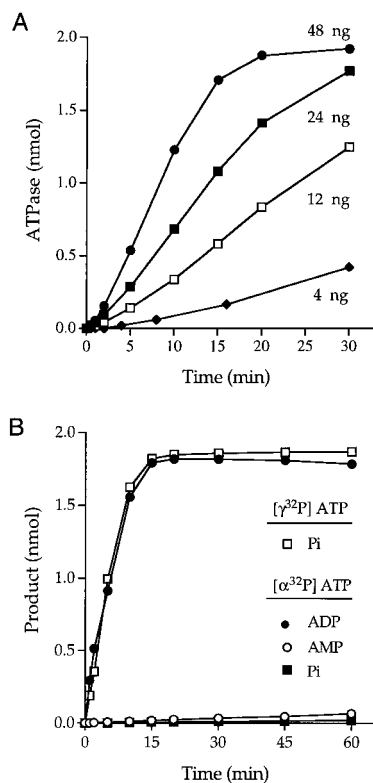 A
2.0
48 ng
1.5
24 ng
ATPase (nmol)
1.0
12 ng
0.5
4 ng
0.0
0 5 10 15 20 25 30
Time (min)
B
2.0
1.5
[γ³²P] ATP
Pi
Product (nmol)
1.0
[α³²P] ATP
ADP
0.5
AMP
Pi
0.0
0 15 30 45 60
Time (min)